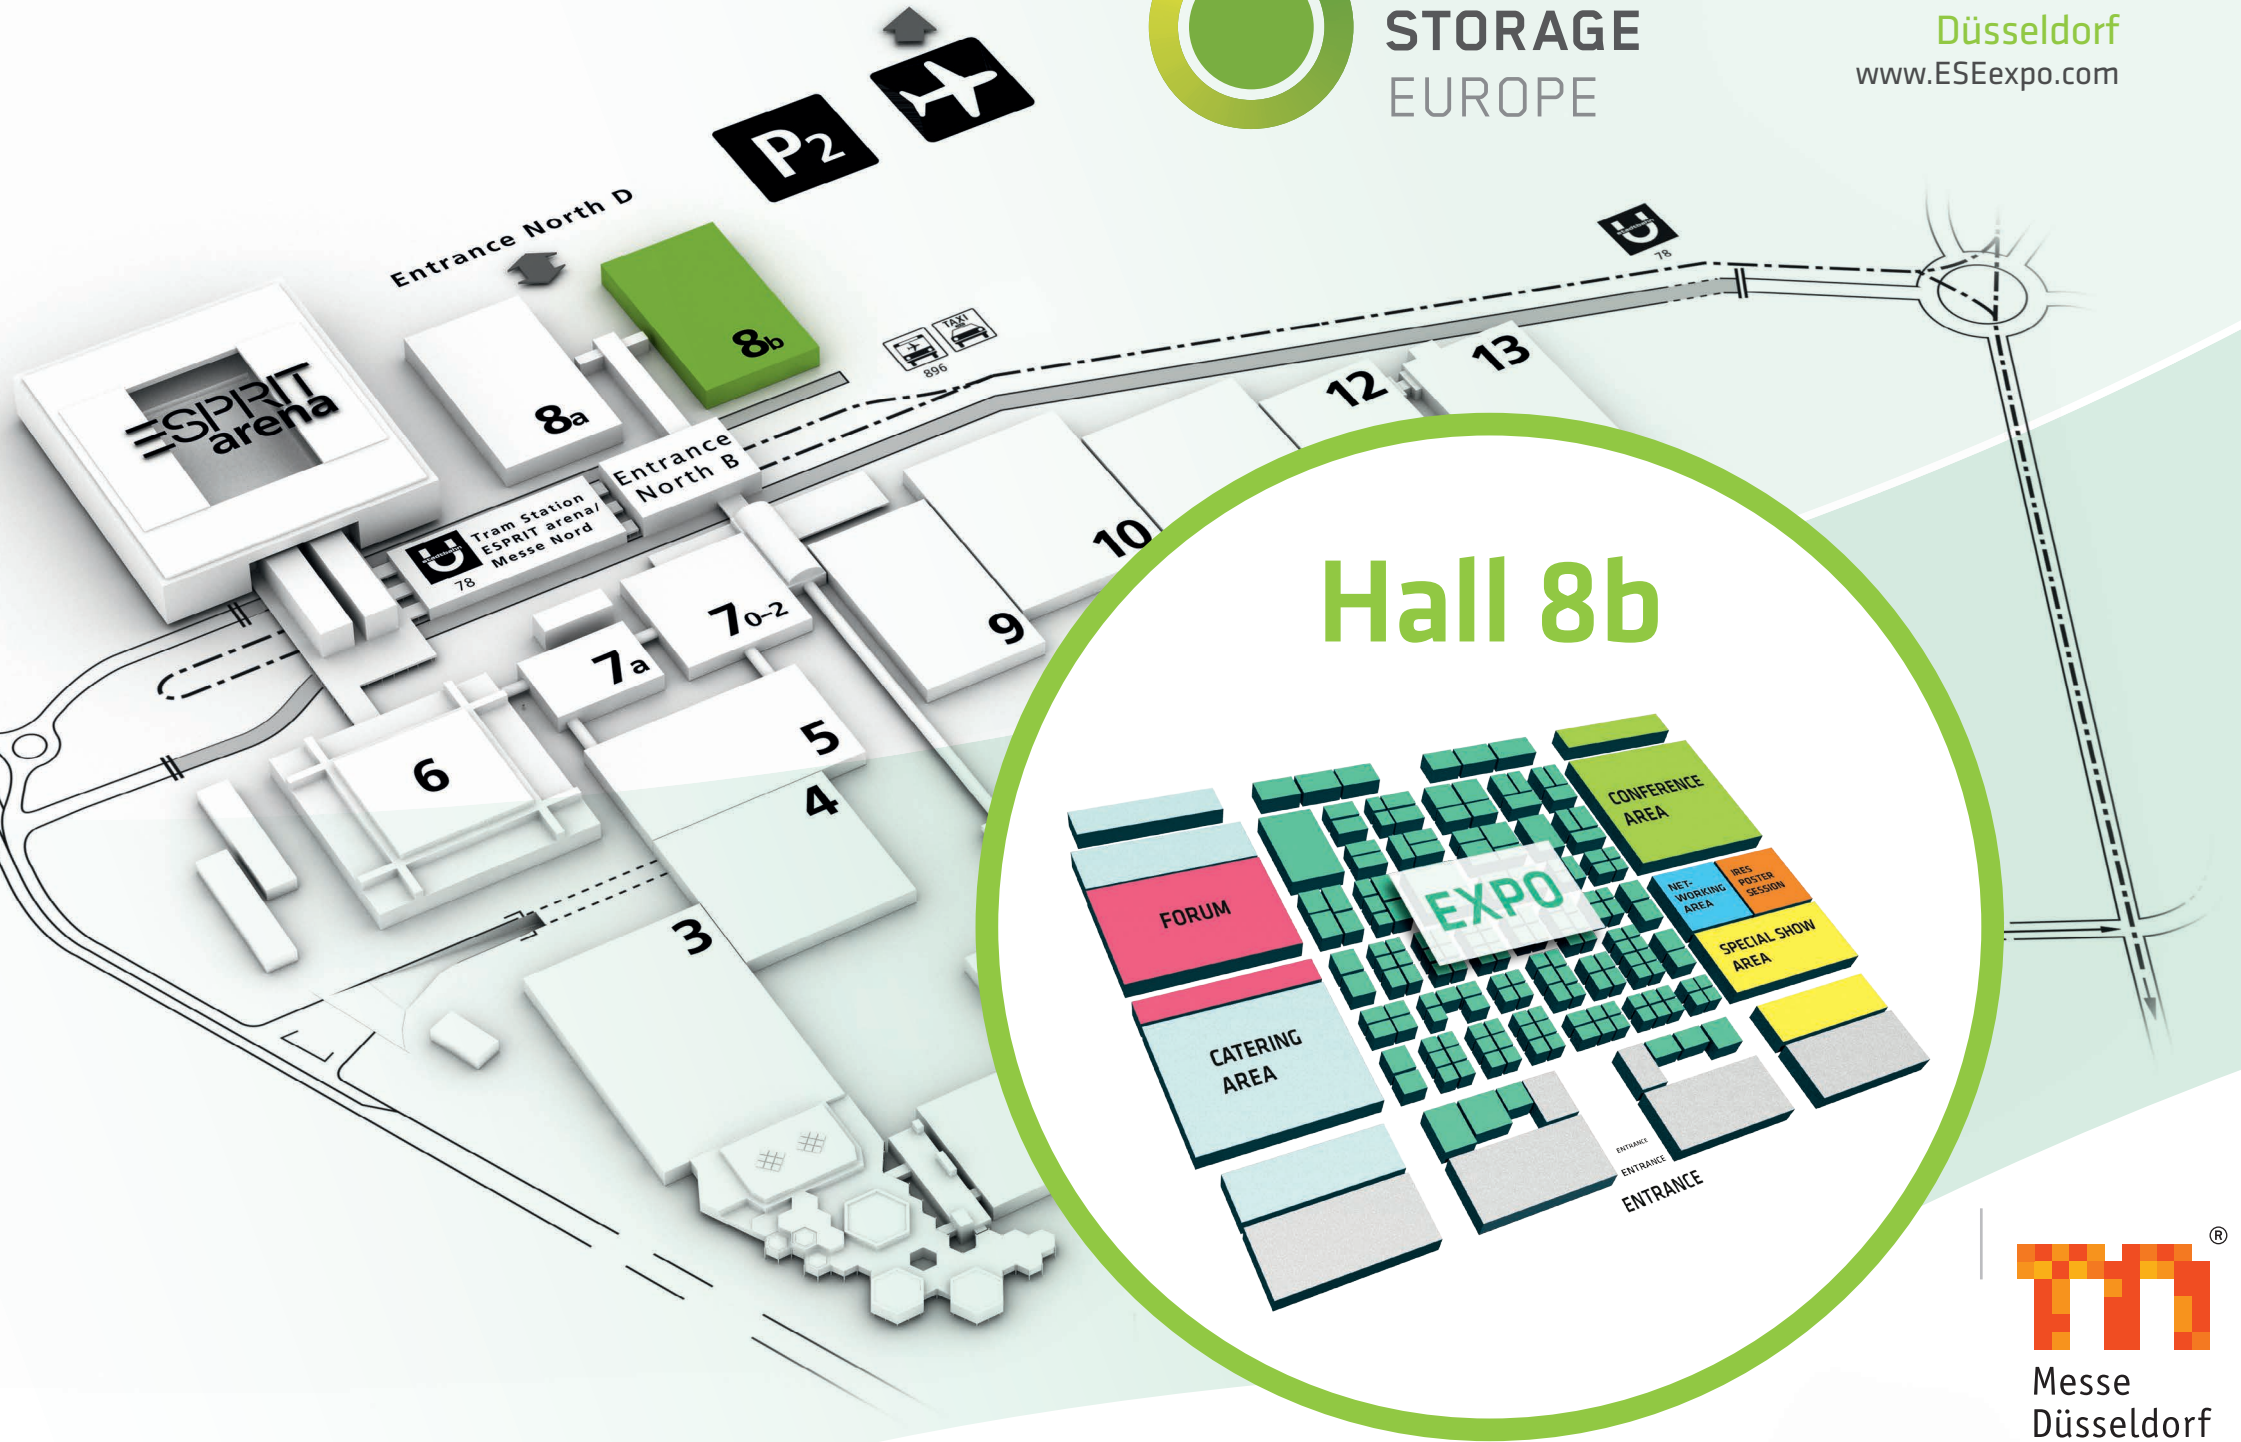 STORAGE
EUROPE
Düsseldorf
www.ESEexpo.com
P2
Entrance North D
78
8b
TAXI
896
13
12
8a
ESPRIT
arena
Entrance
North B
Tram Station
ESPRIT arena/
Messe Nord
78
10
9
7 0–2
7a
5
6
4
3
Hall 8b
CONFERENCE
AREA
EXPO
NET-
WORKING
AREA
IRES
POSTER
SESSION
FORUM
SPECIAL SHOW
AREA
CATERING
AREA
ENTRANCE
ENTRANCE
ENTRANCE
®
Messe
Düsseldorf